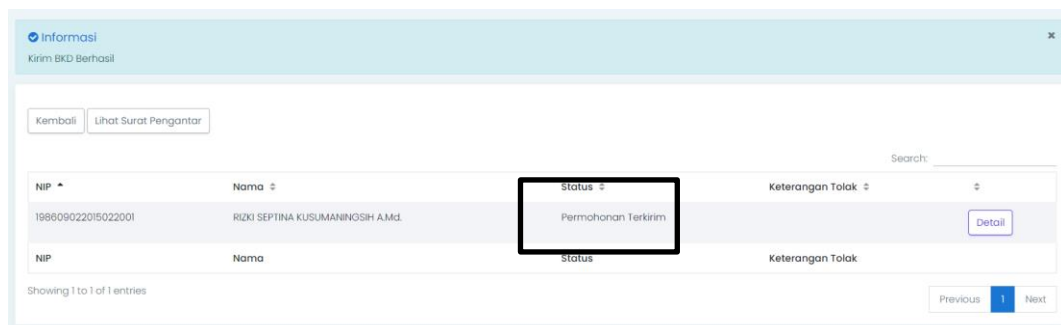 Informasi
Kirim BKD Berhasil
Kembali Lihat Surat Pengantar
Search:
NIP Nama Status Keterangan Tolak
198609022015022001 RIZKI SEPTINA KUSUMANINGSIH A.Md. Permohonan Terkirim Detail
NIP Nama Status Keterangan Tolak
Showing 1 to 1 of 1 entries
Previous 1 Next